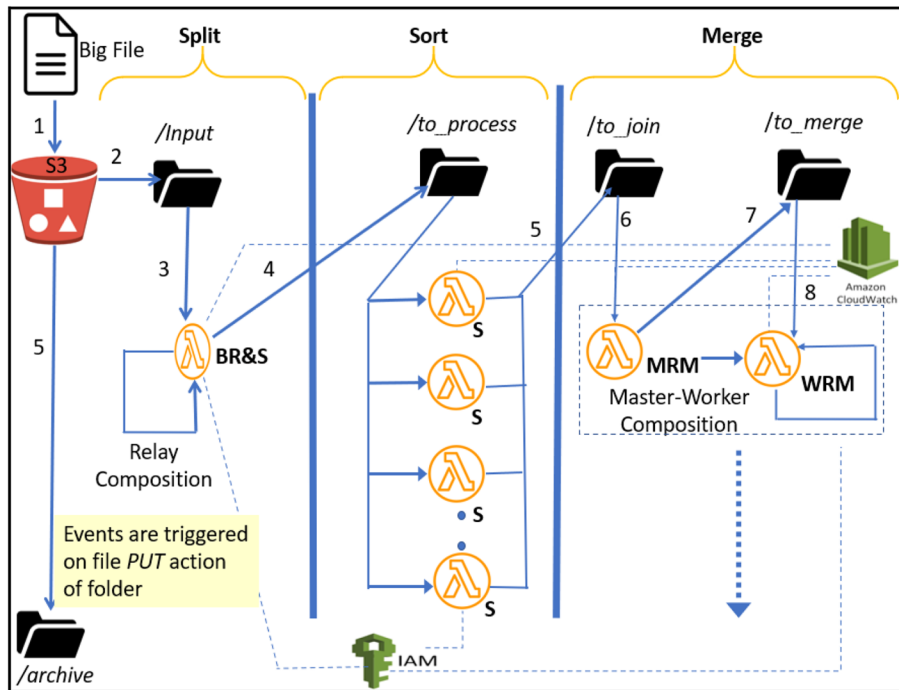 Split
Sort
Merge
Big File
1
S3
2
/Input
/to_process
/to_join
/to_merge
3
4
5
6
7
8
Amazon
CloudWatch
5
BR&S
Relay
Composition
S
S
S
S
MRM
WRM
Master-Worker
Composition
Events are triggered
on file PUT action
of folder
IAM
/archive